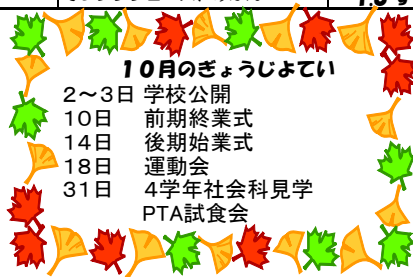 10月のぎょうじよてい
2～3日 学校公開
10日 前期終業式
14日 後期始業式
18日 運動会
31日 4学年社会科見学
PTA試食会